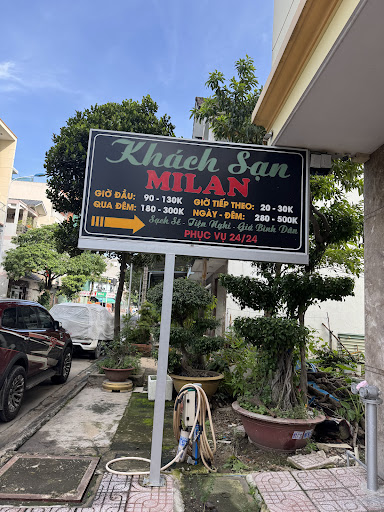 Khách Sạn
MILAN
GIỜ ĐẦU: 90 - 130K GIỜ TIẾP THEO: 20 - 30K
QUA ĐÊM: 180 - 300K NGÀY - ĐÊM: 280 - 500K
Sạch Sẽ - Tiện Nghi - Giá Bình Dân
PHỤC VỤ 24/24